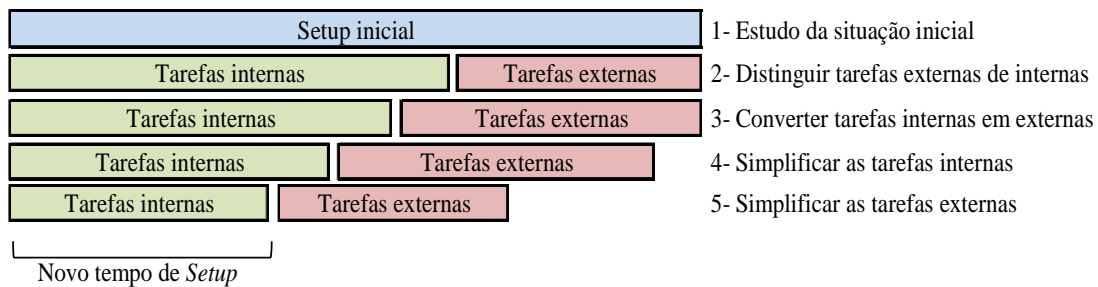 Setup inicial 1- Estudo da situação inicial
Tarefas internas Tarefas externas 2- Distinguir tarefas externas de internas
Tarefas internas Tarefas externas 3- Converter tarefas internas em externas
Tarefas internas Tarefas externas 4- Simplificar as tarefas internas
Tarefas internas Tarefas externas 5- Simplificar as tarefas externas
Novo tempo de Setup